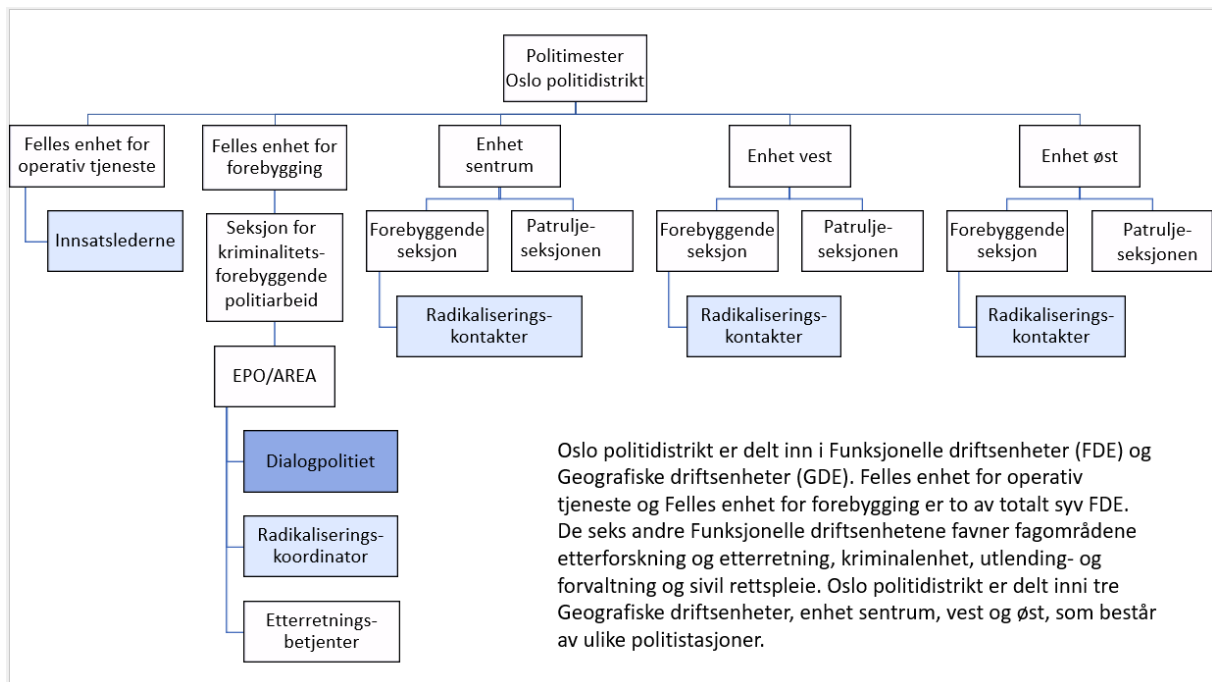 Politimester
Oslo politidistrikt
Felles enhet for
operativ tjeneste
Felles enhet for
forebygging
Enhet
sentrum
Enhet vest
Enhet øst
Innsatslederne
Seksjon for
kriminalitets-
forebyggende
politiarbeid
Forebyggende
seksjon
Patrulje-
seksjonen
Forebyggende
seksjon
Patrulje-
seksjonen
Forebyggende
seksjon
Patrulje-
seksjonen
Radikaliserings-
kontakter
Radikaliserings-
kontakter
Radikaliserings-
kontakter
EPO/AREA
Dialogpolitiet
Radikaliserings-
koordinator
Etterretnings-
betjenter
Oslo politidistrikt er delt inn i Funksjonelle driftsenheter (FDE) og
Geografiske driftsenheter (GDE). Felles enhet for operativ
tjeneste og Felles enhet for forebygging er to av totalt syv FDE.
De seks andre Funksjonelle driftsenhetene favner fagområdene
etterforskning og etterretning, kriminalenhet, utlending- og
forvaltning og sivil rettspleie. Oslo politidistrikt er delt inni tre
Geografiske driftsenheter, enhet sentrum, vest og øst, som består
av ulike politistasjoner.